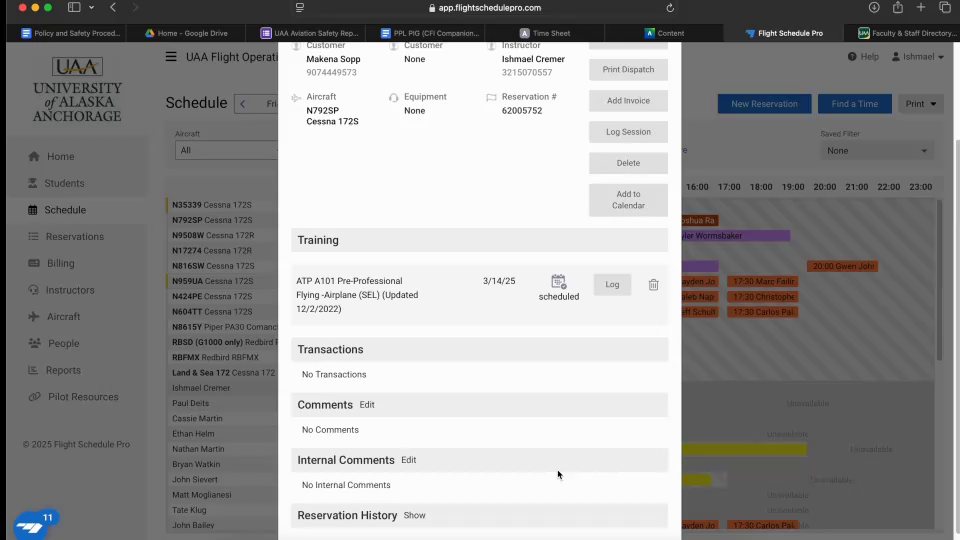 app.flightschedulepro.com
Policy and Safety Proced...
Home - Google Drive
UAA Aviation Safety Rep...
PPL PIG (CFI Companion...
Time Sheet
Content
Flight Schedule Pro
Faculty & Staff Directory...
UAA Flight Operati
Help
Ishmael
UAA
UNIVERSITY of ALASKA
ANCHORAGE
Home
Students
Schedule
Reservations
Billing
Instructors
Aircraft
People
Reports
Pilot Resources
© 2025 Flight Schedule Pro
11
Schedule
Fri
New Reservation
Find a Time
Print
Aircraft
All
Saved Filter
None
16:00 17:00 18:00 19:00 20:00 21:00 22:00 23:00
N35339 Cessna 172S
N792SP Cessna 172S
N9508W Cessna 172R
N17274 Cessna 172R
N816SW Cessna 172S
N959UA Cessna 172S
N424PE Cessna 172S
N604TT Cessna 172S
N8615Y Piper PA30 Comanc
RBSD (G1000 only) Redbird F
RBFMX Redbird RBFMX
Land & Sea 172 Cessna 172
Ishmael Cremer
Paul Deits
Cassie Martin
Ethan Helm
Nathan Martin
Bryan Watkin
John Sievert
Matt Moglianesi
Tate Klug
John Bailey
Customer
Makena Sopp
9074449573
Customer
None
Instructor
Ishmael Cremer
3215070557
Aircraft
N792SP
Cessna 172S
Equipment
None
Reservation #
62005752
Print Dispatch
Add Invoice
Log Session
Delete
Add to
Calendar
Training
ATP A101 Pre-Professional
Flying -Airplane (SEL) (Updated
12/2/2022)
3/14/25
scheduled
Log
Transactions
No Transactions
Comments Edit
No Comments
Internal Comments Edit
No Internal Comments
Reservation History Show
oshua Ra
yler Wormsbaker
20:00 Gwen Joh
ayden Jo
17:30 Marc Failir
aleb Nap
17:30 Christophe
eff Schult
17:30 Carlos Pal
Unavailable
Unavailable
Unavailable
Unavailable
Unavailable
Unavailable
ayden Jo
17:30 Carlos Pal